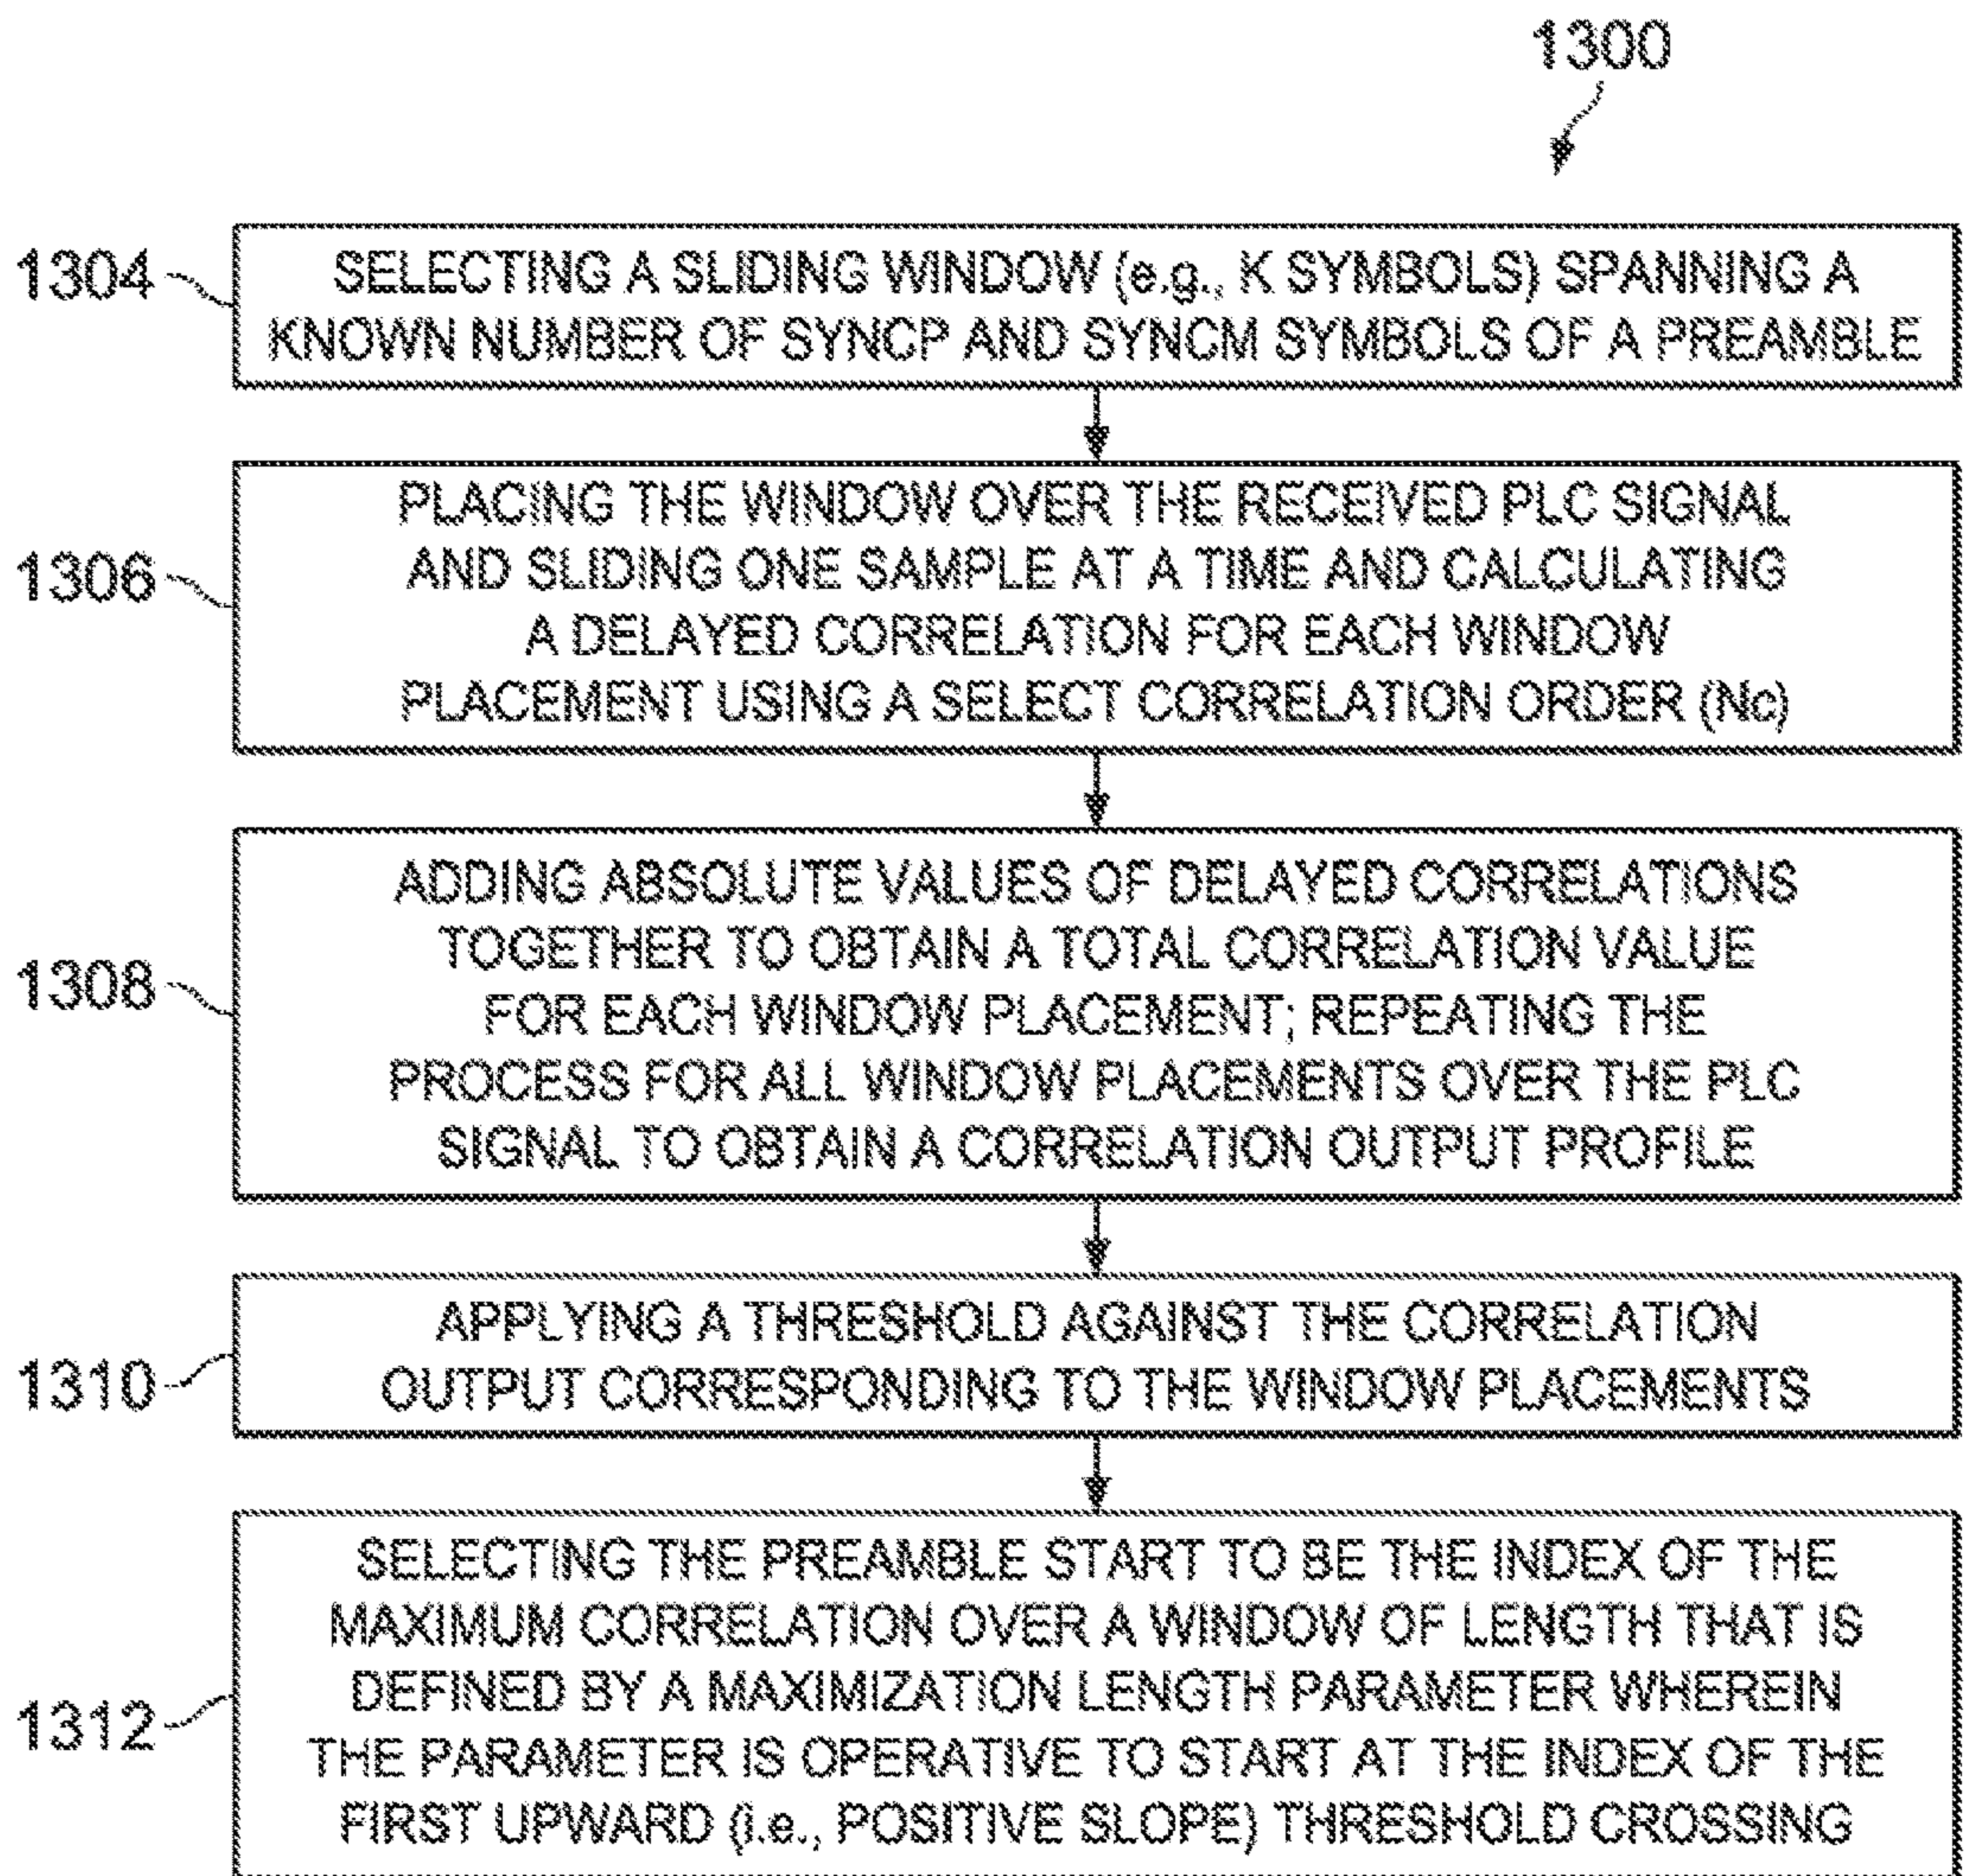 1300
1304
SELECTING A SLIDING WINDOW (e.g., K SYMBOLS) SPANNING A
KNOWN NUMBER OF SYNCP AND SYNCM SYMBOLS OF A PREAMBLE
1306
PLACING THE WINDOW OVER THE RECEIVED PLC SIGNAL
AND SLIDING ONE SAMPLE AT A TIME AND CALCULATING
A DELAYED CORRELATION FOR EACH WINDOW
PLACEMENT USING A SELECT CORRELATION ORDER (Nc)
1308
ADDING ABSOLUTE VALUES OF DELAYED CORRELATIONS
TOGETHER TO OBTAIN A TOTAL CORRELATION VALUE
FOR EACH WINDOW PLACEMENT; REPEATING THE
PROCESS FOR ALL WINDOW PLACEMENTS OVER THE PLC
SIGNAL TO OBTAIN A CORRELATION OUTPUT PROFILE
1310
APPLYING A THRESHOLD AGAINST THE CORRELATION
OUTPUT CORRESPONDING TO THE WINDOW PLACEMENTS
1312
SELECTING THE PREAMBLE START TO BE THE INDEX OF THE
MAXIMUM CORRELATION OVER A WINDOW OF LENGTH THAT IS
DEFINED BY A MAXIMIZATION LENGTH PARAMETER WHEREIN
THE PARAMETER IS OPERATIVE TO START AT THE INDEX OF THE
FIRST UPWARD (i.e., POSITIVE SLOPE) THRESHOLD CROSSING